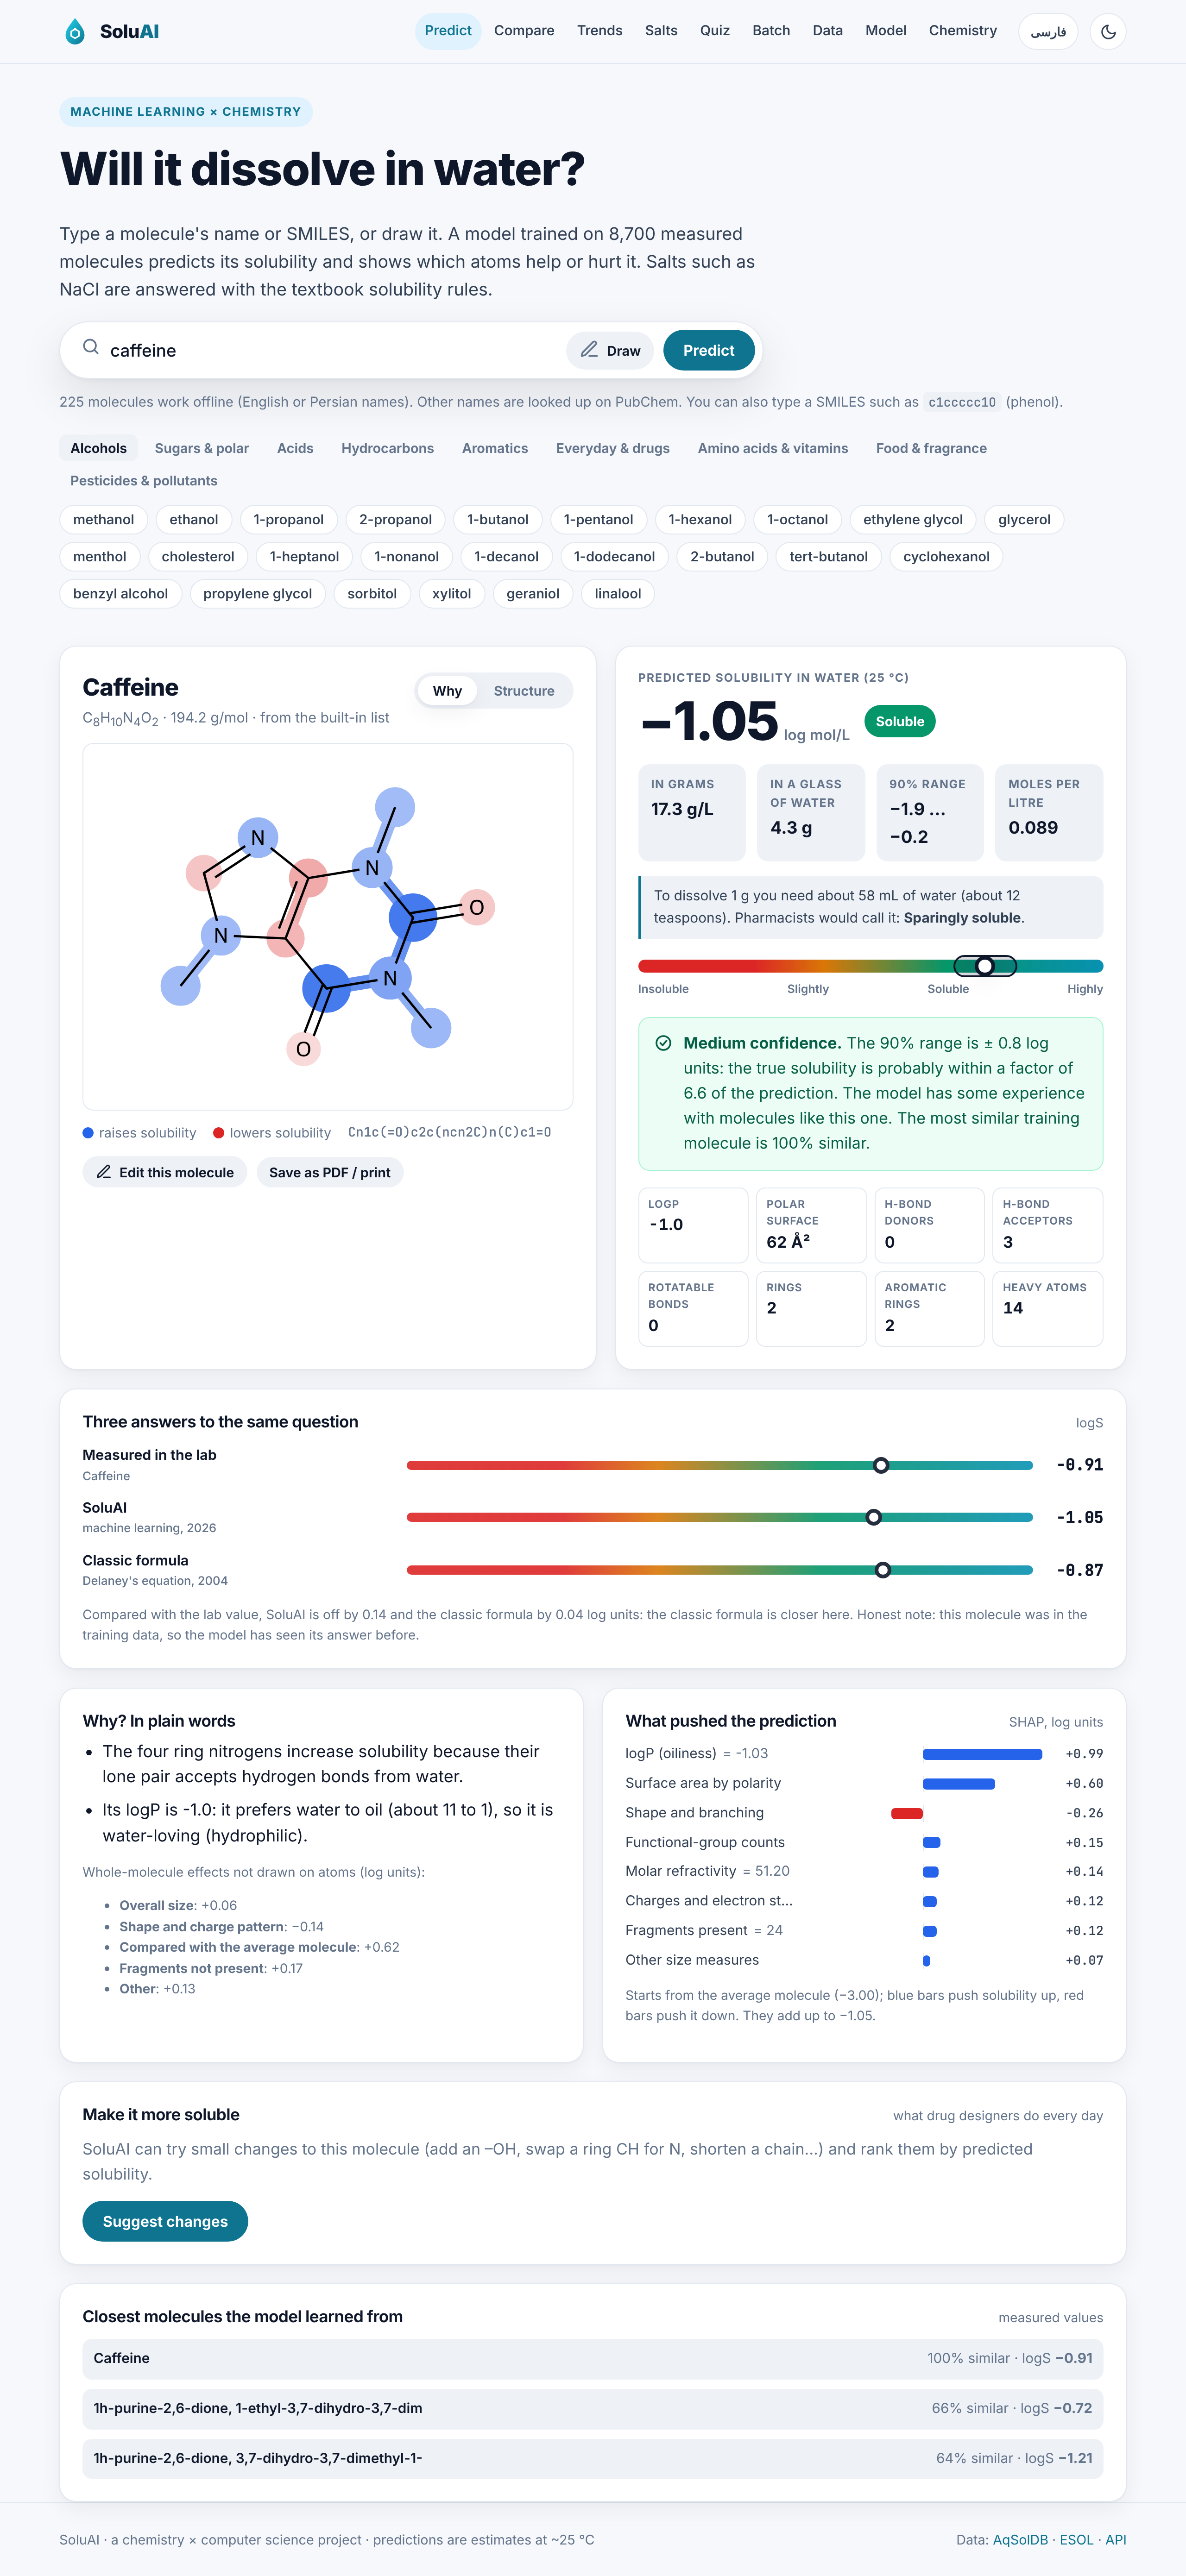 SoluAI
Predict
Compare
Trends
Salts
Quiz
Batch
Data
Model
Chemistry
فارسی
MACHINE LEARNING × CHEMISTRY
Will it dissolve in water?
Type a molecule's name or SMILES, or draw it. A model trained on 8,700 measured
molecules predicts its solubility and shows which atoms help or hurt it. Salts such as
NaCl are answered with the textbook solubility rules.
caffeine
Draw
Predict
225 molecules work offline (English or Persian names). Other names are looked up on PubChem. You can also type a SMILES such as c1ccccc1O (phenol).
Alcohols
Sugars & polar
Acids
Hydrocarbons
Aromatics
Everyday & drugs
Amino acids & vitamins
Food & fragrance
Pesticides & pollutants
methanol
ethanol
1-propanol
2-propanol
1-butanol
1-pentanol
1-hexanol
1-octanol
ethylene glycol
glycerol
menthol
cholesterol
1-heptanol
1-nonanol
1-decanol
1-dodecanol
2-butanol
tert-butanol
cyclohexanol
benzyl alcohol
propylene glycol
sorbitol
xylitol
geraniol
linalool
Caffeine
Why
Structure
C8H10N4O2 · 194.2 g/mol · from the built-in list
N
N
O
N
N
O
raises solubility
lowers solubility
Cn1c(=O)c2c(ncn2C)n(C)c1=O
Edit this molecule
Save as PDF / print
PREDICTED SOLUBILITY IN WATER (25 °C)
−1.05 log mol/L
Soluble
IN GRAMS
17.3 g/L
IN A GLASS
OF WATER
4.3 g
90% RANGE
−1.9 …
−0.2
MOLES PER
LITRE
0.089
To dissolve 1 g you need about 58 mL of water (about 12
teaspoons). Pharmacists would call it: Sparingly soluble.
Insoluble
Slightly
Soluble
Highly
Medium confidence. The 90% range is ± 0.8 log
units: the true solubility is probably within a factor of
6.6 of the prediction. The model has some experience
with molecules like this one. The most similar training
molecule is 100% similar.
LOGP
-1.0
POLAR
SURFACE
62 Å²
H-BOND
DONORS
0
H-BOND
ACCEPTORS
3
ROTATABLE
BONDS
0
RINGS
2
AROMATIC
RINGS
2
HEAVY ATOMS
14
Three answers to the same question
logS
Measured in the lab
Caffeine
-0.91
SoluAI
machine learning, 2026
-1.05
Classic formula
Delaney's equation, 2004
-0.87
Compared with the lab value, SoluAI is off by 0.14 and the classic formula by 0.04 log units: the classic formula is closer here. Honest note: this molecule was in the
training data, so the model has seen its answer before.
Why? In plain words
• The four ring nitrogens increase solubility because their
lone pair accepts hydrogen bonds from water.
• Its logP is -1.0: it prefers water to oil (about 11 to 1), so it is
water-loving (hydrophilic).
Whole-molecule effects not drawn on atoms (log units):
• Overall size: +0.06
• Shape and charge pattern: −0.14
• Compared with the average molecule: +0.62
• Fragments not present: +0.17
• Other: +0.13
What pushed the prediction
SHAP, log units
logP (oiliness) = -1.03
+0.99
Surface area by polarity
+0.60
Shape and branching
-0.26
Functional-group counts
+0.15
Molar refractivity = 51.20
+0.14
Charges and electron st…
+0.12
Fragments present = 24
+0.12
Other size measures
+0.07
Starts from the average molecule (−3.00); blue bars push solubility up, red
bars push it down. They add up to −1.05.
Make it more soluble
what drug designers do every day
SoluAI can try small changes to this molecule (add an –OH, swap a ring CH for N, shorten a chain…) and rank them by predicted
solubility.
Suggest changes
Closest molecules the model learned from
measured values
Caffeine
100% similar · logS −0.91
1h-purine-2,6-dione, 1-ethyl-3,7-dihydro-3,7-dim
66% similar · logS −0.72
1h-purine-2,6-dione, 3,7-dihydro-3,7-dimethyl-1-
64% similar · logS −1.21
SoluAI · a chemistry × computer science project · predictions are estimates at ~25 °C
Data: AqSolDB · ESOL · API